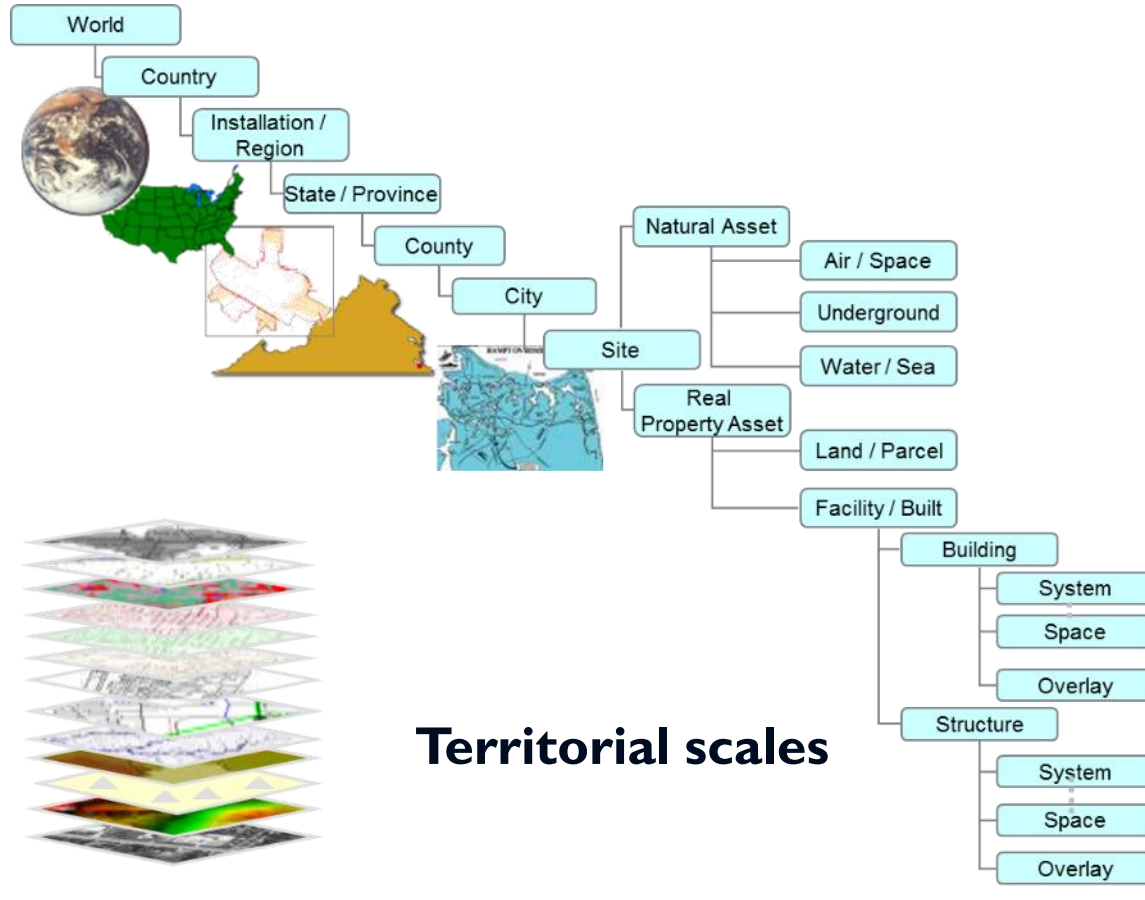 World
Country
Installation /
Region
State / Province
County
City
Site
Natural Asset
Air / Space
Underground
Water / Sea
Real
Property Asset
Land / Parcel
Facility / Built
Building
System
Space
Overlay
Structure
System
Space
Overlay
Territorial scales